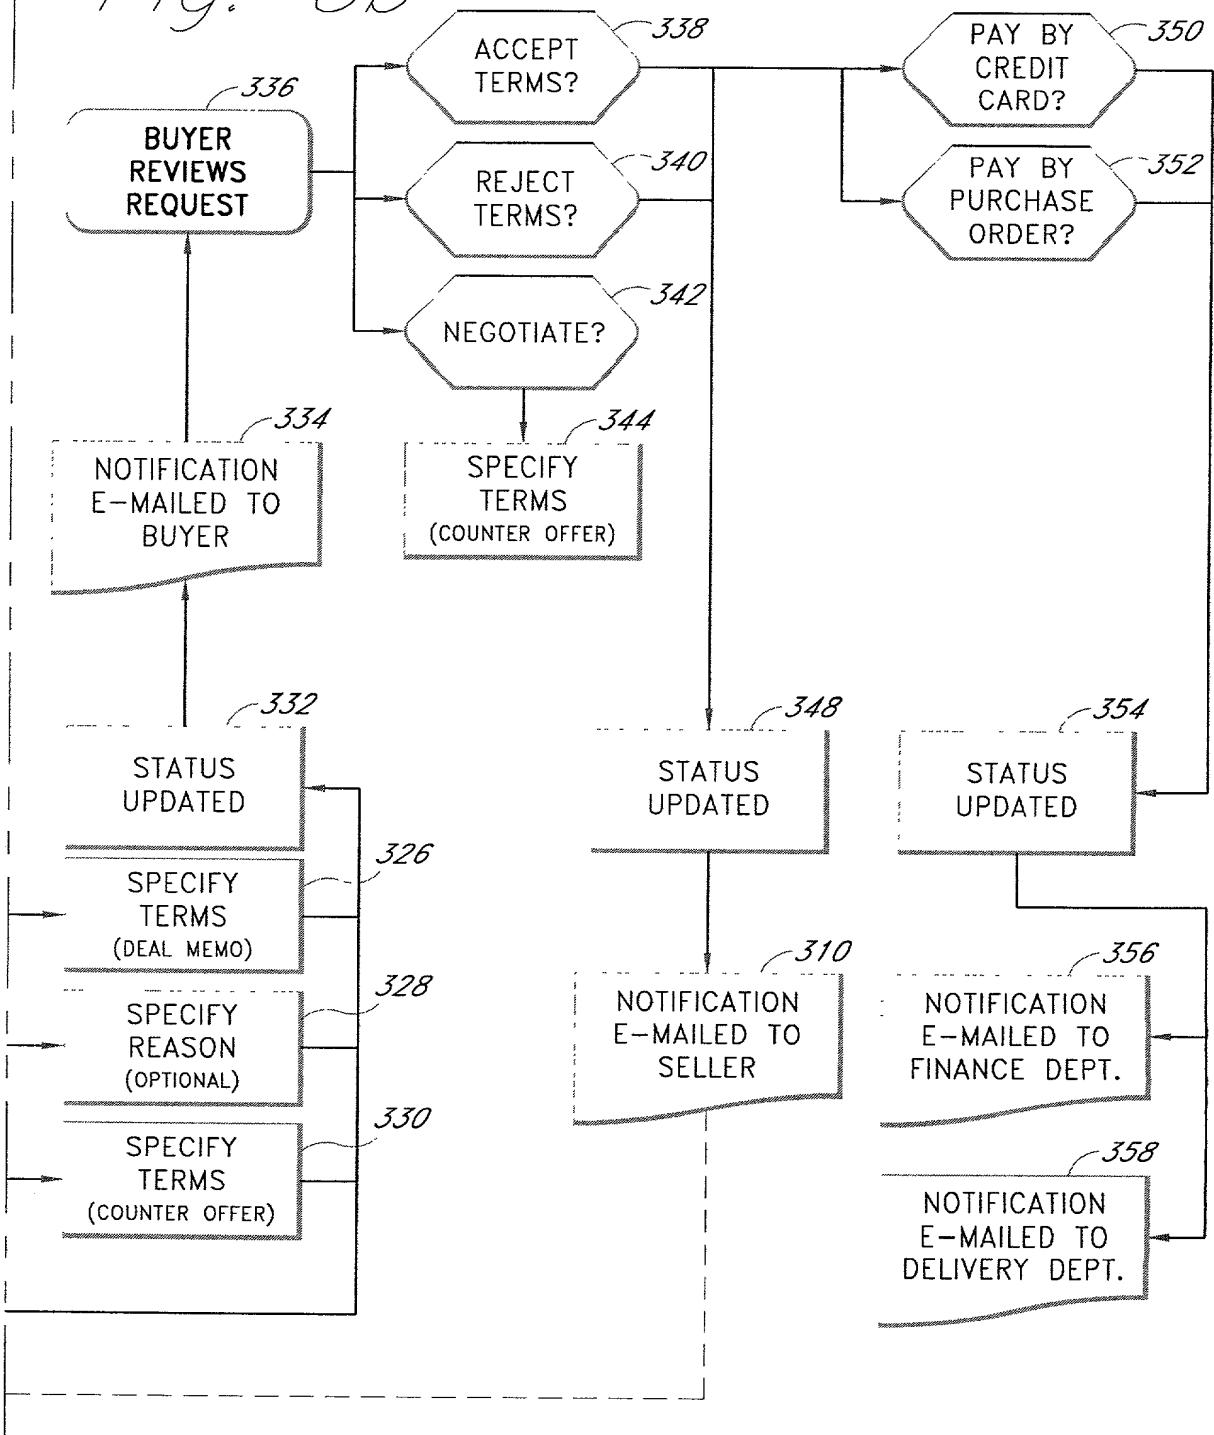 338
ACCEPT
TERMS?
350
PAY BY
CREDIT
CARD?
336
BUYER
REVIEWS
REQUEST
340
REJECT
TERMS?
352
PAY BY
PURCHASE
ORDER?
342
NEGOTIATE?
334
NOTIFICATION
E-MAILED TO
BUYER
344
SPECIFY
TERMS
(COUNTER OFFER)
332
STATUS
UPDATED
348
STATUS
UPDATED
354
STATUS
UPDATED
326
SPECIFY
TERMS
(DEAL MEMO)
328
SPECIFY
REASON
(OPTIONAL)
330
SPECIFY
TERMS
(COUNTER OFFER)
310
NOTIFICATION
E-MAILED TO
SELLER
356
NOTIFICATION
E-MAILED TO
FINANCE DEPT.
358
NOTIFICATION
E-MAILED TO
DELIVERY DEPT.